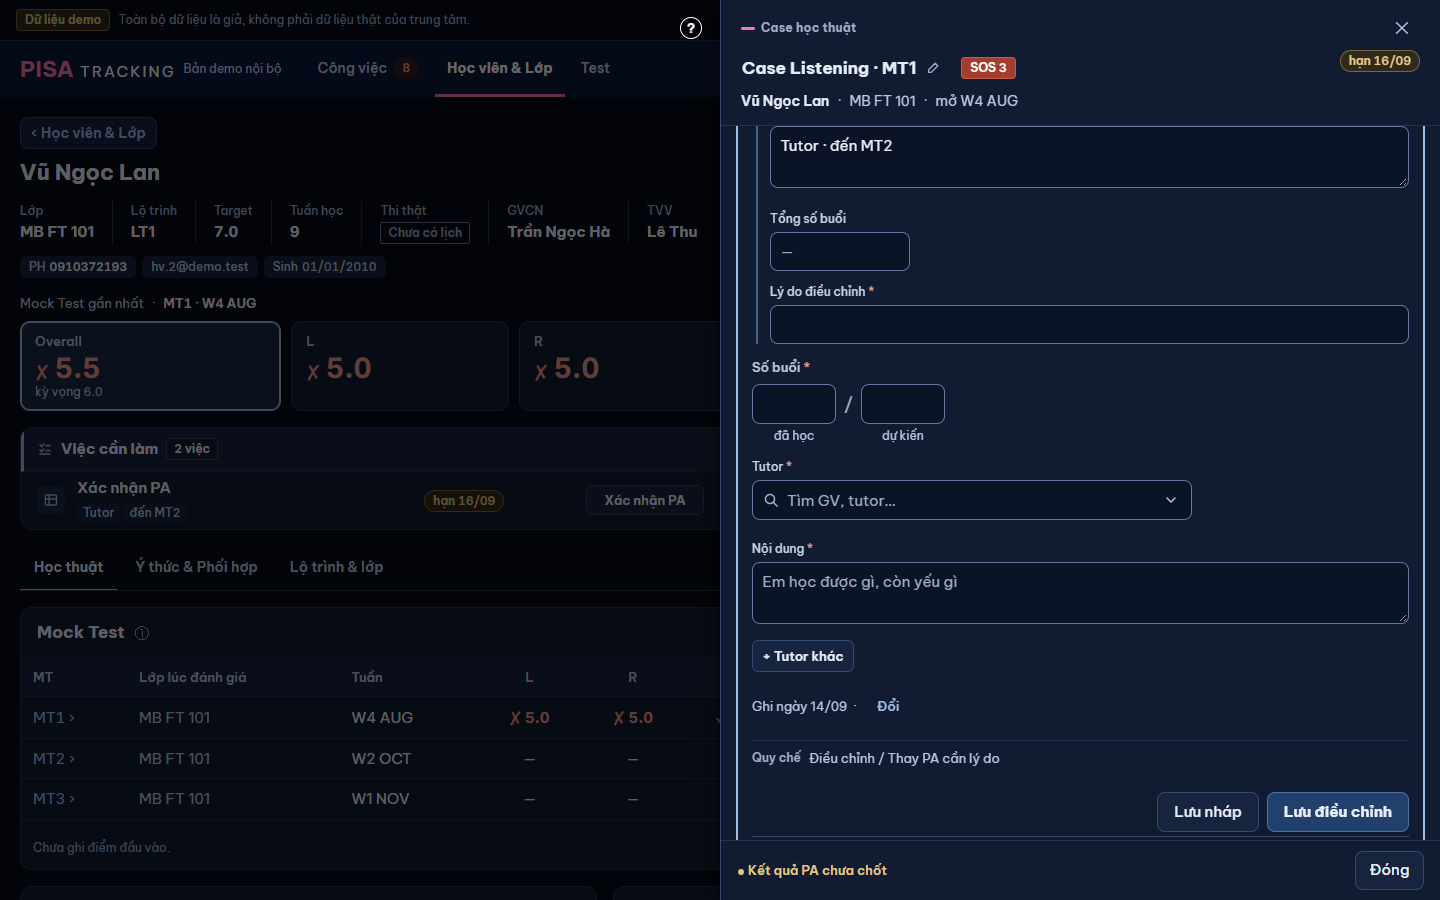 Dữ liệu demo Toàn bộ dữ liệu là giả, không phải dữ liệu thật của trung tâm.
?
PISA TRACKING Bản demo nội bộ Công việc 8 Học viên & Lớp Test
‹ Học viên & Lớp
Vũ Ngọc Lan
Lớp Lộ trình Target Tuần học Thi thật GVCN TVV
MB FT 101 LT1 7.0 9 Chưa có lịch Trần Ngọc Hà Lê Thu
PH 0910372193 hv.2@demo.test Sinh 01/01/2010
Mock Test gần nhất · MT1 · W4 AUG
Overall L R
✗ 5.5 ✗ 5.0 ✗ 5.0
kỳ vọng 6.0
Việc cần làm 2 việc
Xác nhận PA
Tutor đến MT2
hạn 16/09
Xác nhận PA
Học thuật Ý thức & Phối hợp Lộ trình & lớp
Mock Test
MT Lớp lúc đánh giá Tuần L R
MT1 › MB FT 101 W4 AUG ✗ 5.0 ✗ 5.0
MT2 › MB FT 101 W2 OCT — —
MT3 › MB FT 101 W1 NOV — —
Chưa ghi điểm đầu vào.
Case học thuật
Case Listening · MT1 SOS 3
hạn 16/09
Vũ Ngọc Lan · MB FT 101 · mở W4 AUG
Tutor · đến MT2
Tổng số buổi
—
Lý do điều chỉnh *
Số buổi *
/
đã học dự kiến
Tutor *
Tìm GV, tutor...
Nội dung *
Em học được gì, còn yếu gì
+ Tutor khác
Ghi ngày 14/09 · Đổi
Quy chế Điều chỉnh / Thay PA cần lý do
Lưu nháp Lưu điều chỉnh
Kết quả PA chưa chốt
Đóng